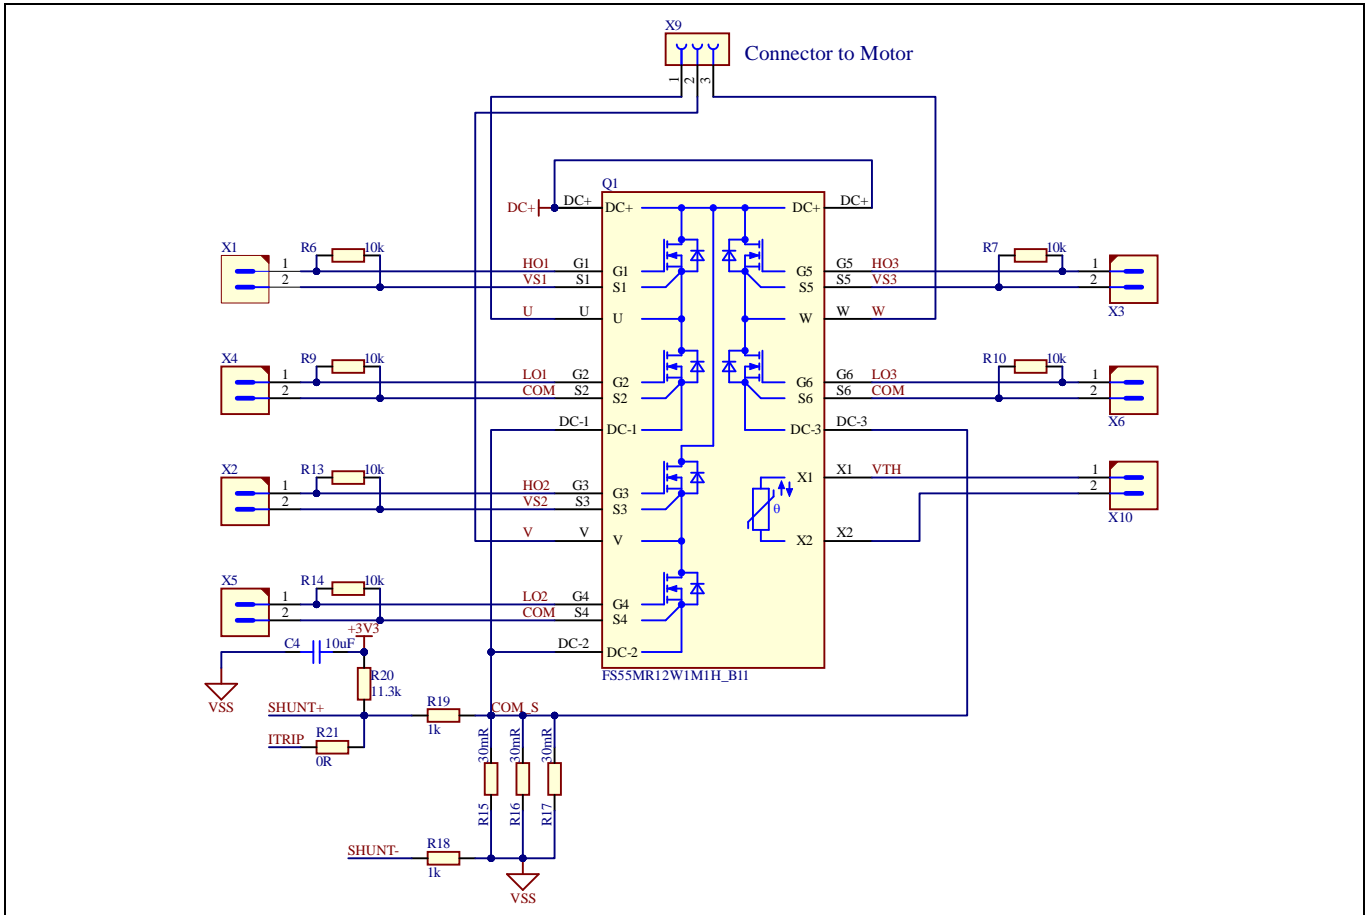 X9
Connector to Motor
1 2 3
Q1
DC+ DC+ DC+ DC+ DC+
X1 R6 10k R7 10k
1 HO1 G1 G1 G5 G5 HO3 1
2 VS1 S1 S1 S5 S5 VS3 2
X3
U U U W W W
X4 R9 10k R10 10k
1 LO1 G2 G2 G6 G6 LO3 1
2 COM S2 S2 S6 S6 COM 2
X6
DC-1 DC-1 DC-3 DC-3
X2 R13 10k X1 X1 VTH 1
1 HO2 G3 G3 2
2 VS2 S3 S3 θ X10
V V V X2 X2
X5 R14 10k
1 LO2 G4 G4
2 COM S4 S4
+3V3
C4 10uF DC-2 DC-2
R20 FS55MR12W1M1H_B11
11.3k
VSS
SHUNT+ R19 COM_S
1k
ITRIP R21
0R
30mR 30mR 30mR
R15 R16 R17
SHUNT- R18
1k
VSS